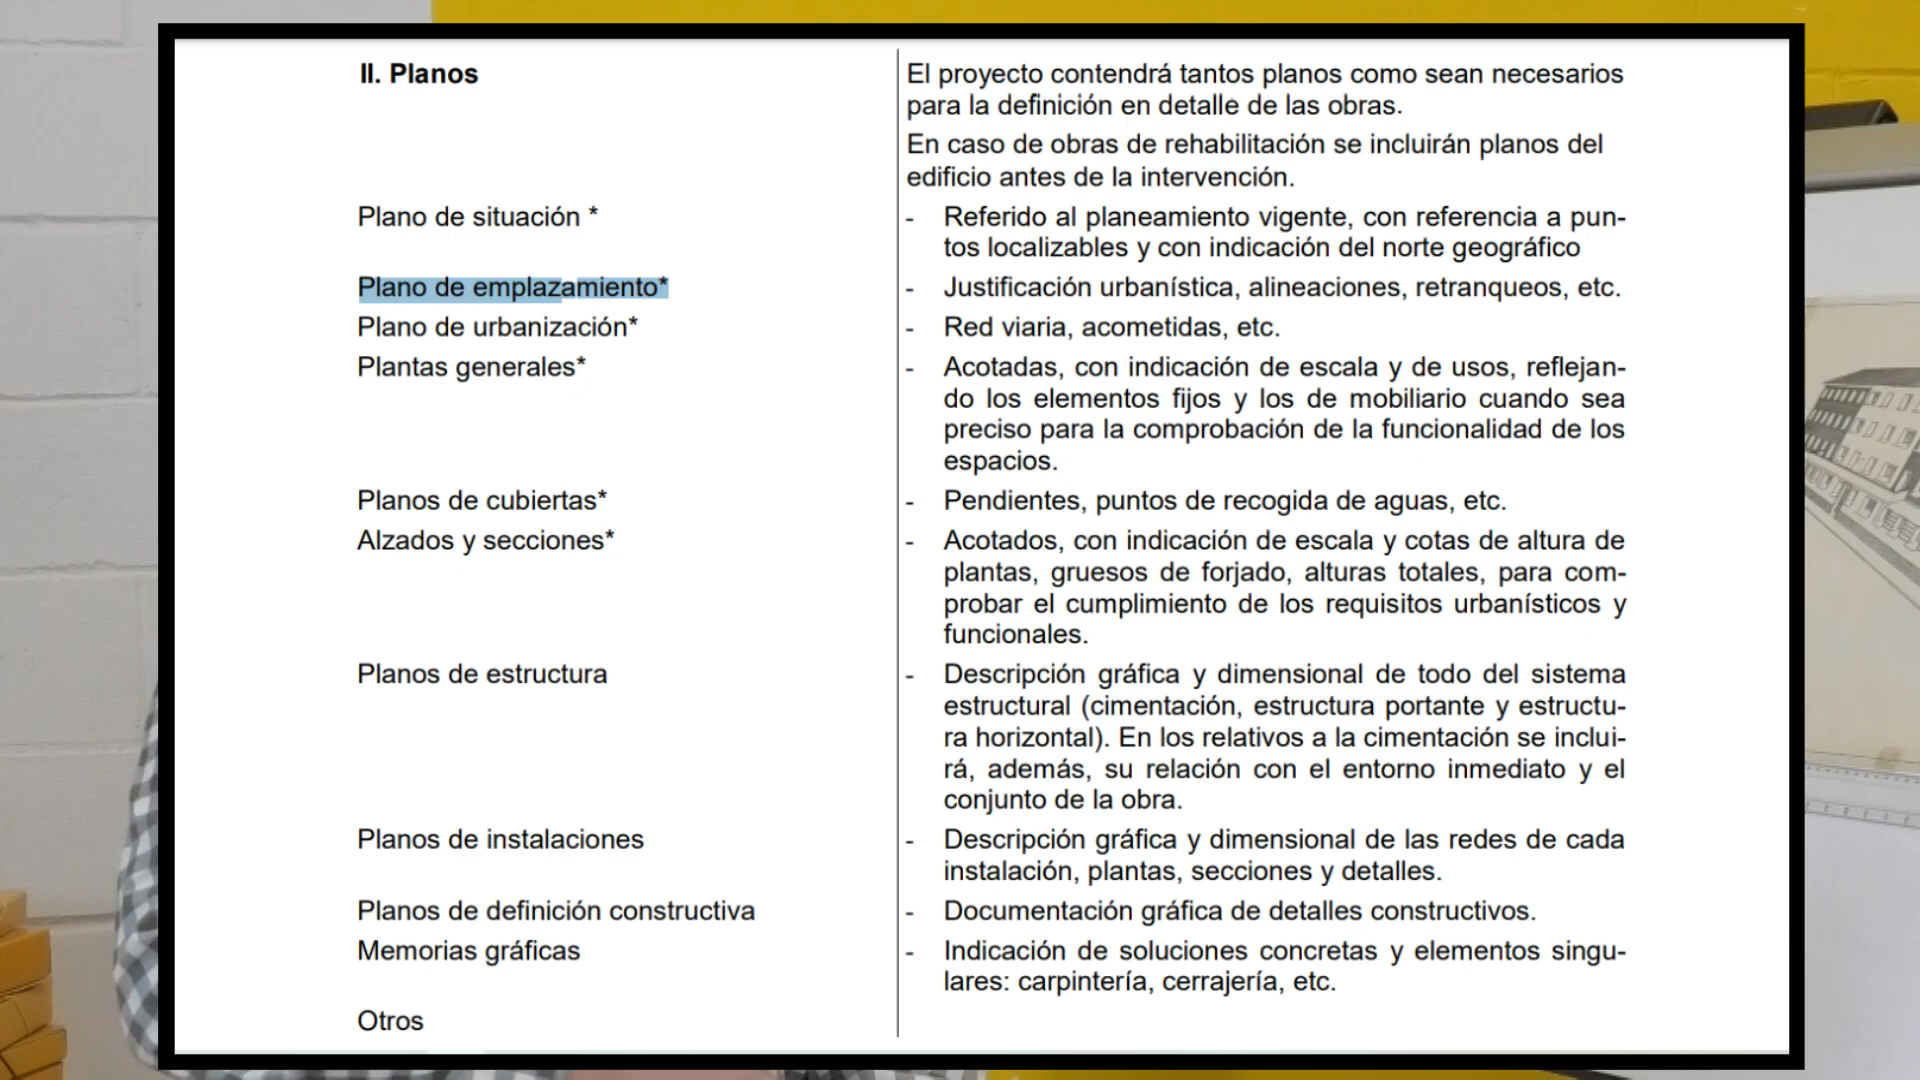 II. Planos
El proyecto contendrá tantos planos como sean necesarios
para la definición en detalle de las obras.
En caso de obras de rehabilitación se incluirán planos del
edificio antes de la intervención.
Plano de situación *
- Referido al planeamiento vigente, con referencia a pun-
tos localizables y con indicación del norte geográfico
Plano de emplazamiento*
- Justificación urbanística, alineaciones, retranqueos, etc.
Plano de urbanización*
- Red viaria, acometidas, etc.
Plantas generales*
- Acotadas, con indicación de escala y de usos, reflejan-
do los elementos fijos y los de mobiliario cuando sea
preciso para la comprobación de la funcionalidad de los
espacios.
Planos de cubiertas*
- Pendientes, puntos de recogida de aguas, etc.
Alzados y secciones*
- Acotados, con indicación de escala y cotas de altura de
plantas, gruesos de forjado, alturas totales, para com-
probar el cumplimiento de los requisitos urbanísticos y
funcionales.
Planos de estructura
- Descripción gráfica y dimensional de todo del sistema
estructural (cimentación, estructura portante y estructu-
ra horizontal). En los relativos a la cimentación se inclui-
rá, además, su relación con el entorno inmediato y el
conjunto de la obra.
Planos de instalaciones
- Descripción gráfica y dimensional de las redes de cada
instalación, plantas, secciones y detalles.
Planos de definición constructiva
- Documentación gráfica de detalles constructivos.
Memorias gráficas
- Indicación de soluciones concretas y elementos singu-
lares: carpintería, cerrajería, etc.
Otros